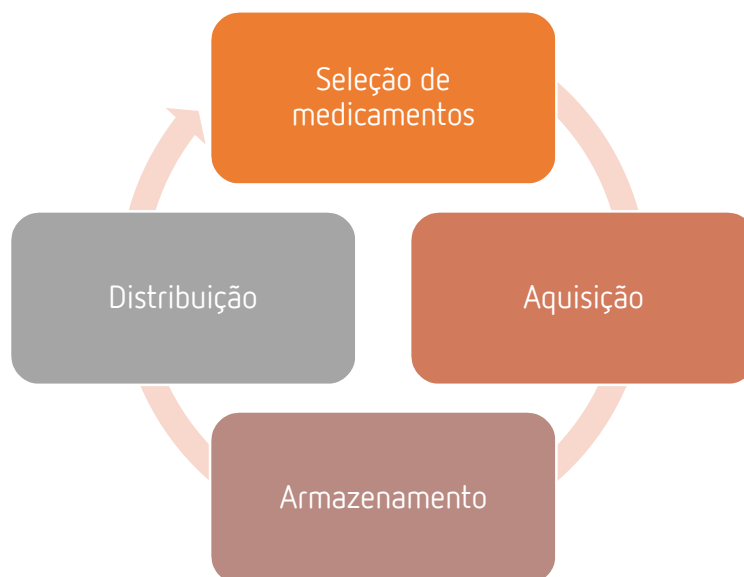 Seleção de
medicamentos
Aquisição
Armazenamento
Distribuição